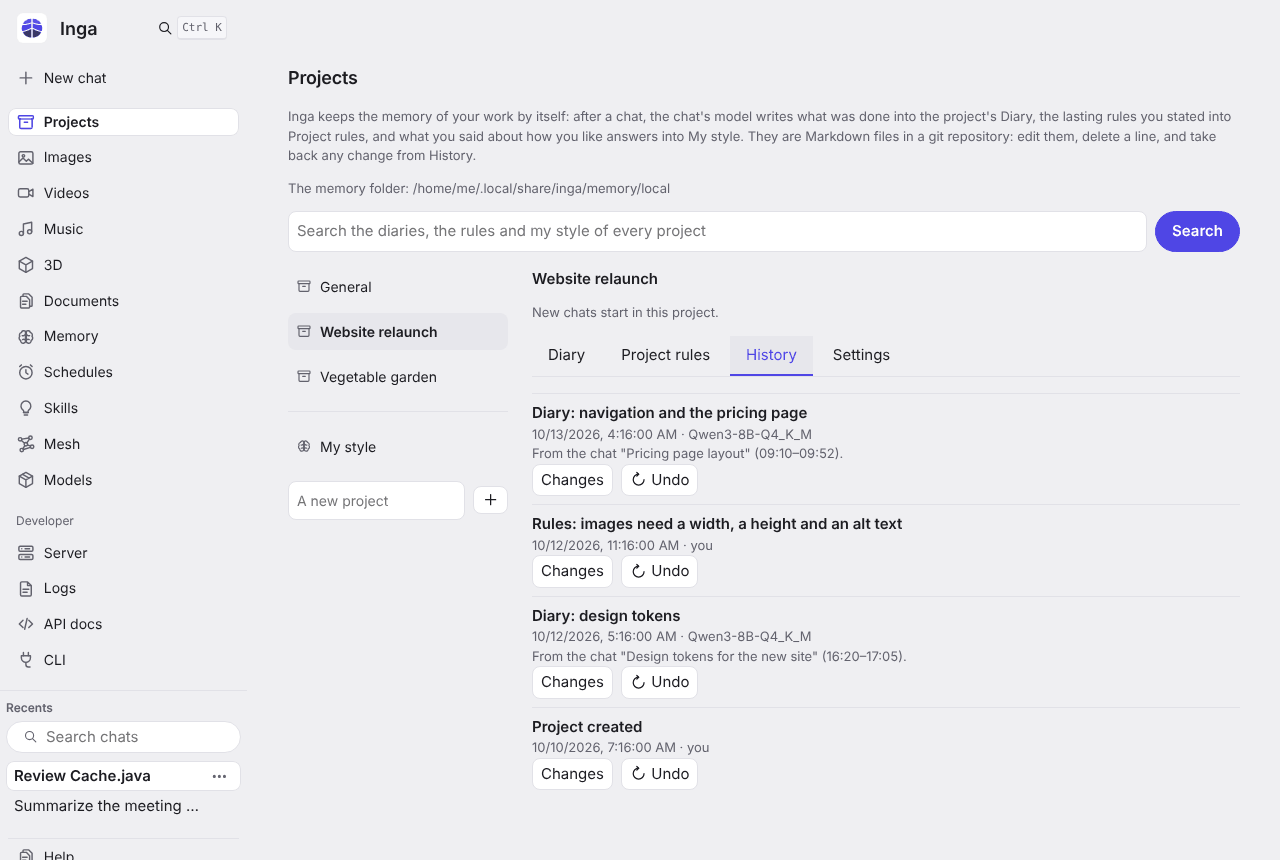 Inga
Ctrl K
New chat
Projects
Images
Videos
Music
3D
Documents
Memory
Schedules
Skills
Mesh
Models
Developer
Server
Logs
API docs
CLI
Recents
Search chats
Review Cache.java
Summarize the meeting ...
Help
Projects
Inga keeps the memory of your work by itself: after a chat, the chat's model writes what was done into the project's Diary, the lasting rules you stated into
Project rules, and what you said about how you like answers into My style. They are Markdown files in a git repository: edit them, delete a line, and take
back any change from History.
The memory folder: /home/me/.local/share/inga/memory/local
Search the diaries, the rules and my style of every project
Search
General
Website relaunch
Vegetable garden
My style
A new project
Website relaunch
New chats start in this project.
Diary
Project rules
History
Settings
Diary: navigation and the pricing page
10/13/2026, 4:16:00 AM · Qwen3-8B-Q4_K_M
From the chat "Pricing page layout" (09:10–09:52).
Changes
Undo
Rules: images need a width, a height and an alt text
10/12/2026, 11:16:00 AM · you
Changes
Undo
Diary: design tokens
10/12/2026, 5:16:00 AM · Qwen3-8B-Q4_K_M
From the chat "Design tokens for the new site" (16:20–17:05).
Changes
Undo
Project created
10/10/2026, 7:16:00 AM · you
Changes
Undo